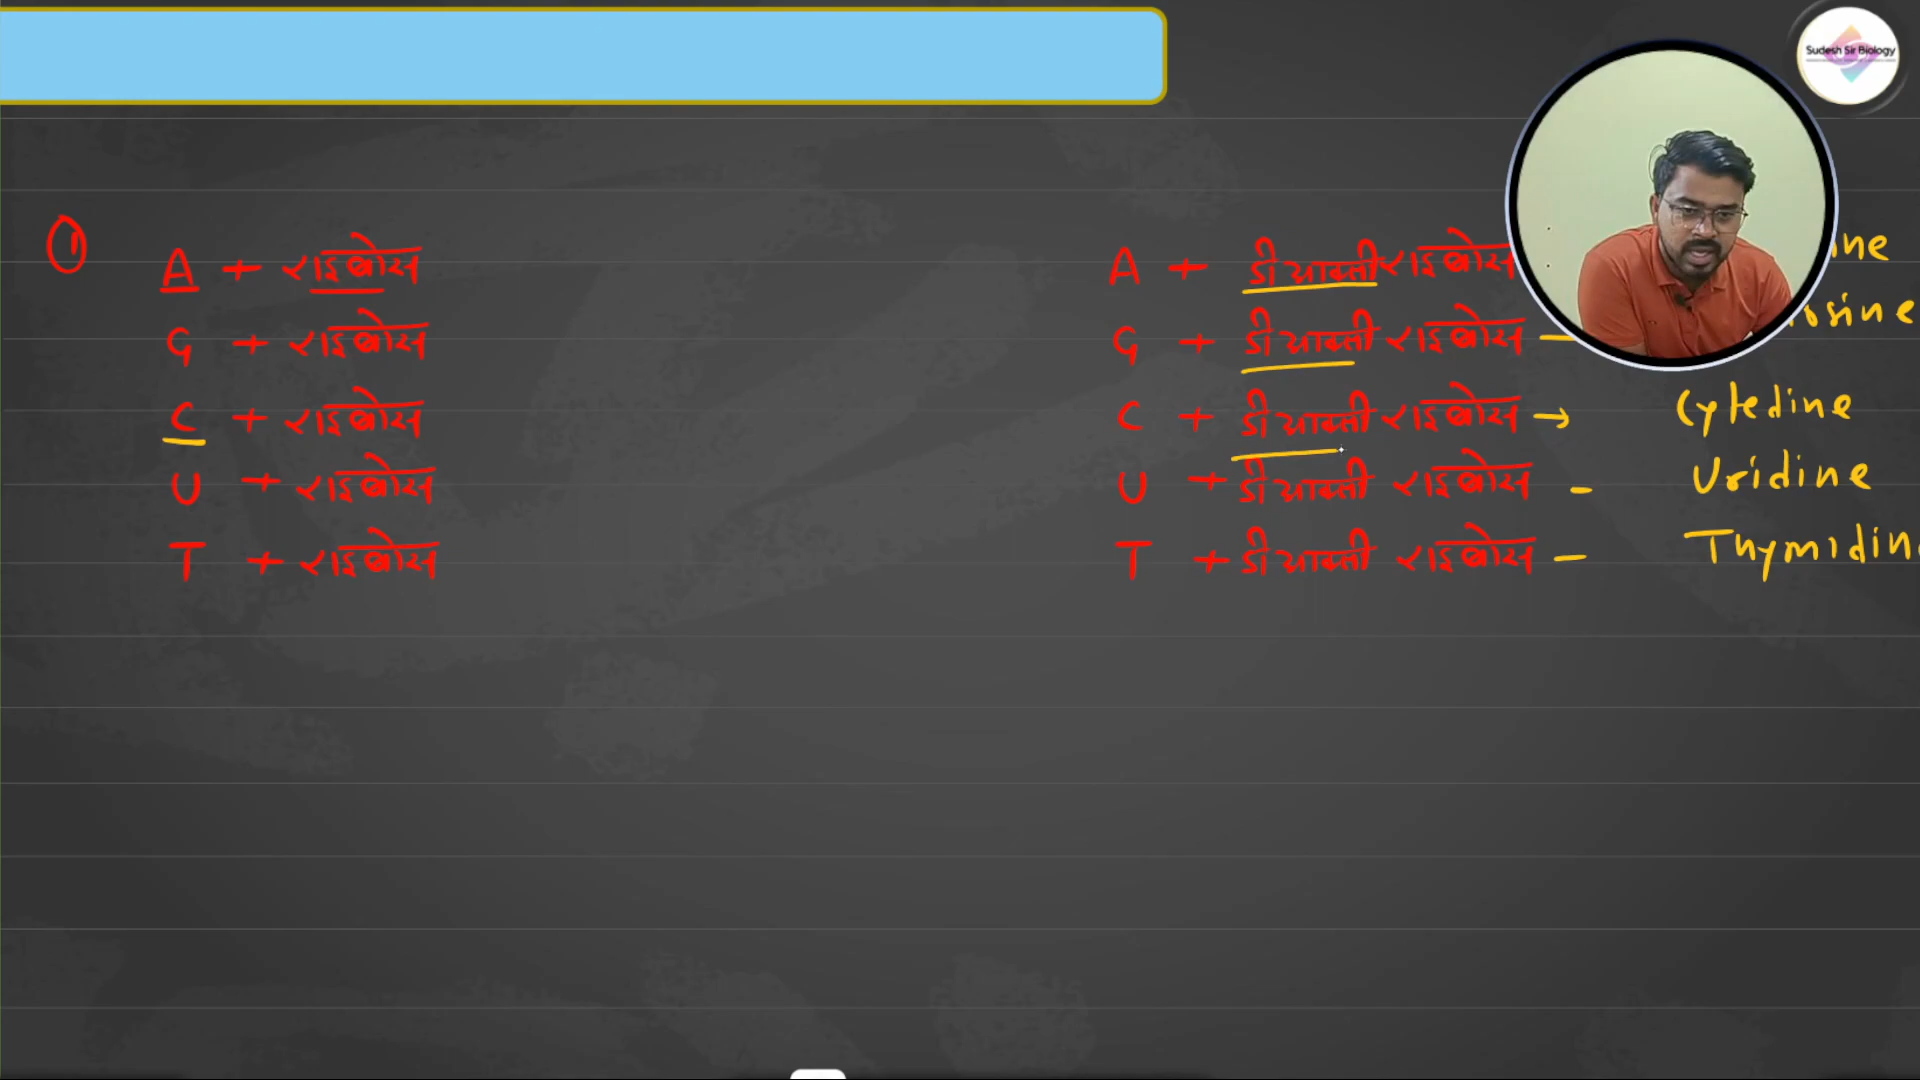 Sudesh Sir Biology
①
A + राइबोस
G + राइबोस
C + राइबोस
U + राइबोस
T + राइबोस
A + डीआक्सीराइबोस
G + डीआक्सी राइबोस –
C + डीआक्सी राइबोस → Cytedine
U + डीआक्सी राइबोस - Uridine
T + डीआक्सी राइबोस –